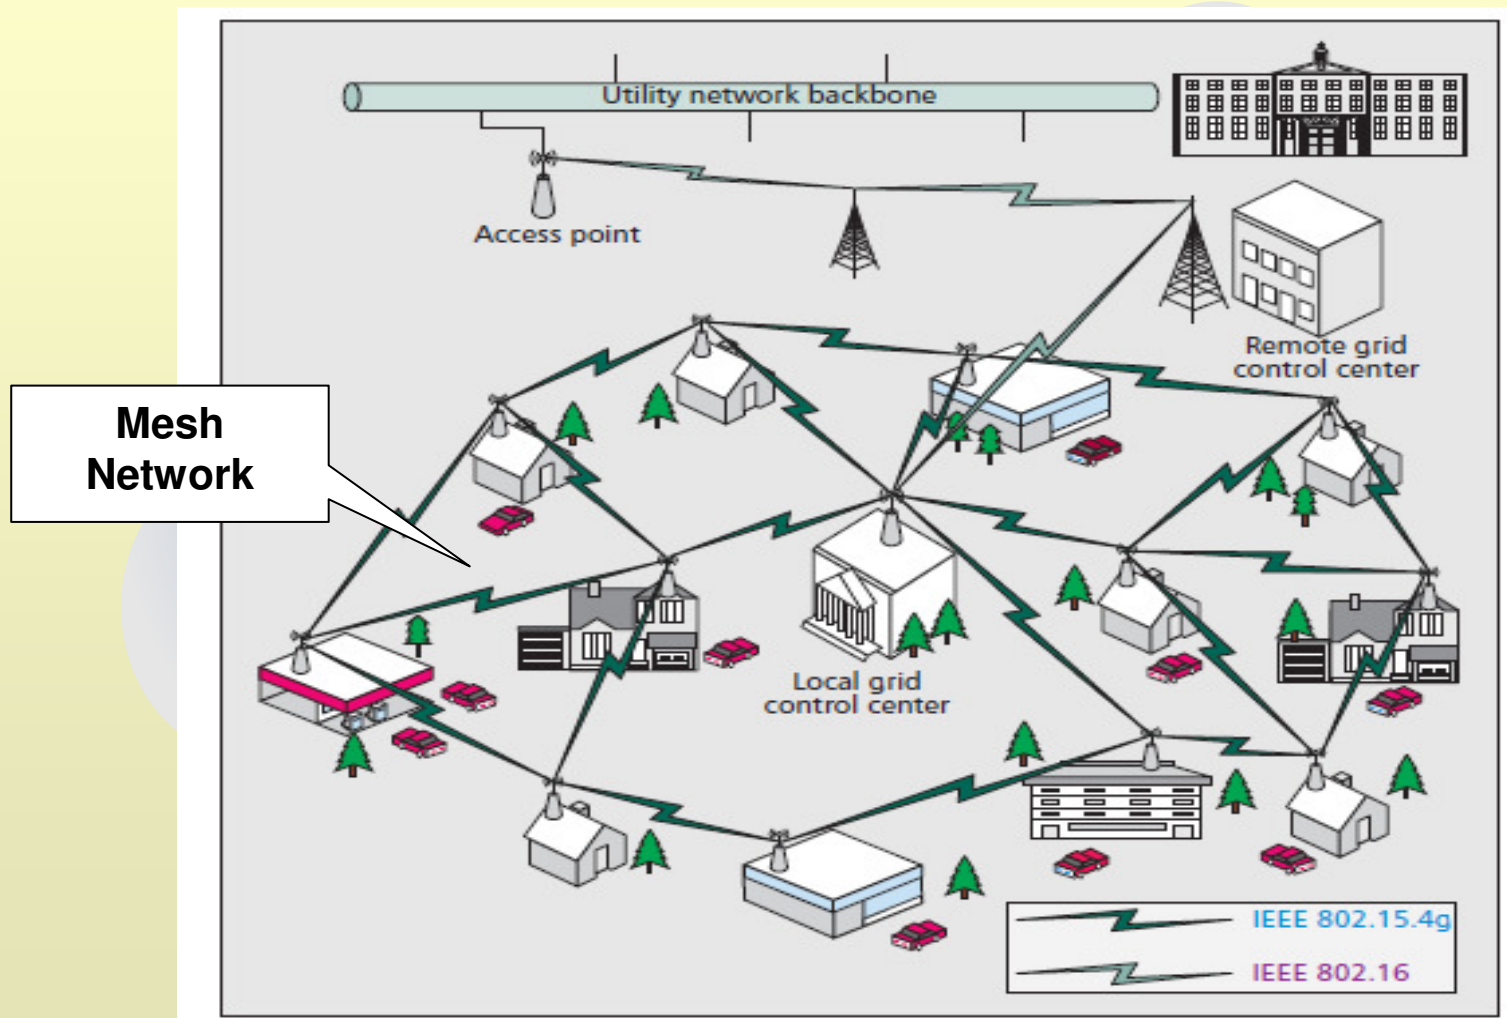 Utility network backbone
Access point
Remote grid
control center
Mesh
Network
Local grid
control center
IEEE 802.15.4g
IEEE 802.16